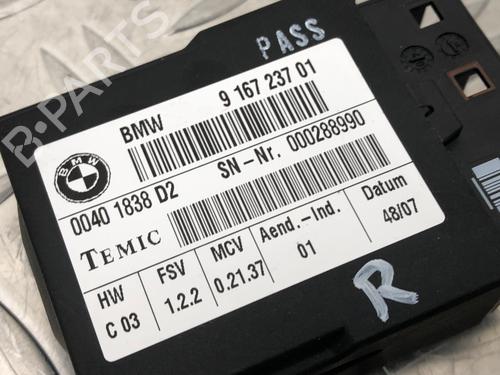 PASS
BMW 9 167 237 01
BMW
0040 1838 D2 SN-Nr. 000288990
TEMIC
HW FSV MCV Aend.-Ind. Datum
C 03 1.2.2 0.21.37 01 48/07
R
B-PARTS